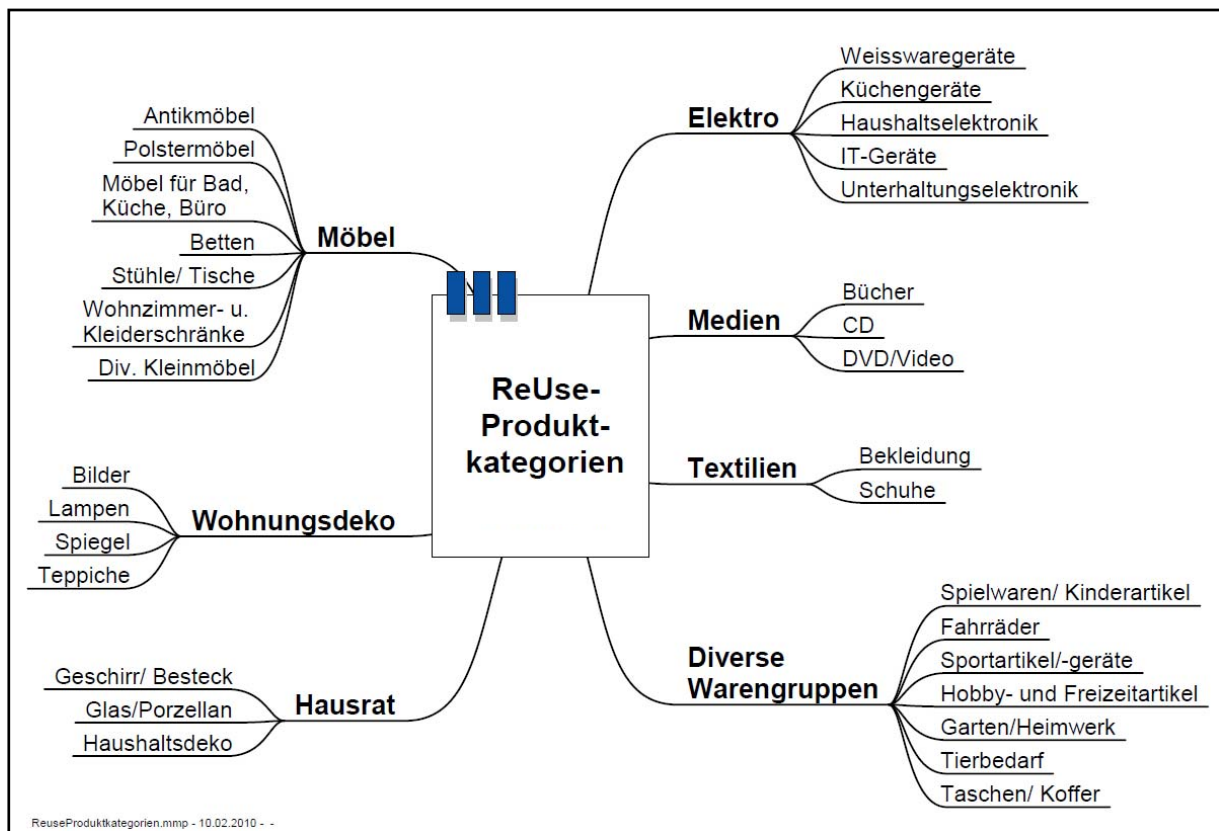 ReUse-
Produkt-
kategorien
Möbel
Antikmöbel
Polstermöbel
Möbel für Bad,
Küche, Büro
Betten
Stühle/ Tische
Wohnzimmer- u.
Kleiderschränke
Div. Kleinmöbel
Wohnungsdeko
Bilder
Lampen
Spiegel
Teppiche
Hausrat
Geschirr/ Besteck
Glas/Porzellan
Haushaltsdeko
Elektro
Weisswaregeräte
Küchengeräte
Haushaltselektronik
IT-Geräte
Unterhaltungselektronik
Medien
Bücher
CD
DVD/Video
Textilien
Bekleidung
Schuhe
Diverse
Warengruppen
Spielwaren/ Kinderartikel
Fahrräder
Sportartikel/-geräte
Hobby- und Freizeitartikel
Garten/Heimwerk
Tierbedarf
Taschen/ Koffer
ReuseProduktkategorien.mmp - 10.02.2010 - -